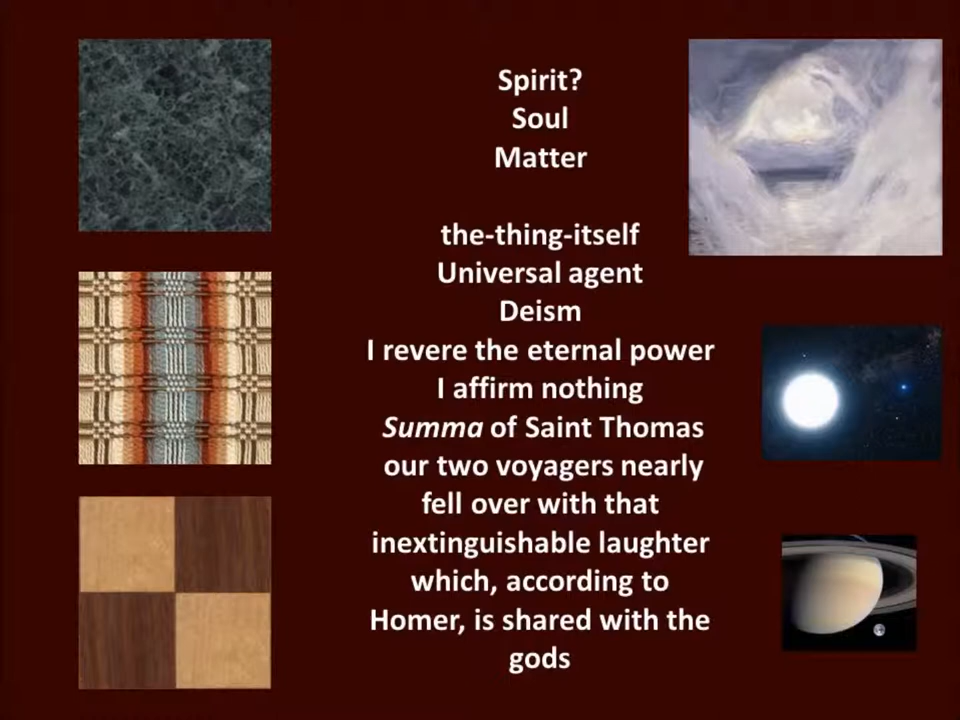 Spirit?
Soul
Matter
the-thing-itself
Universal agent
Deism
I revere the eternal power
I affirm nothing
Summa of Saint Thomas
our two voyagers nearly
fell over with that
inextinguishable laughter
which, according to
Homer, is shared with the
gods